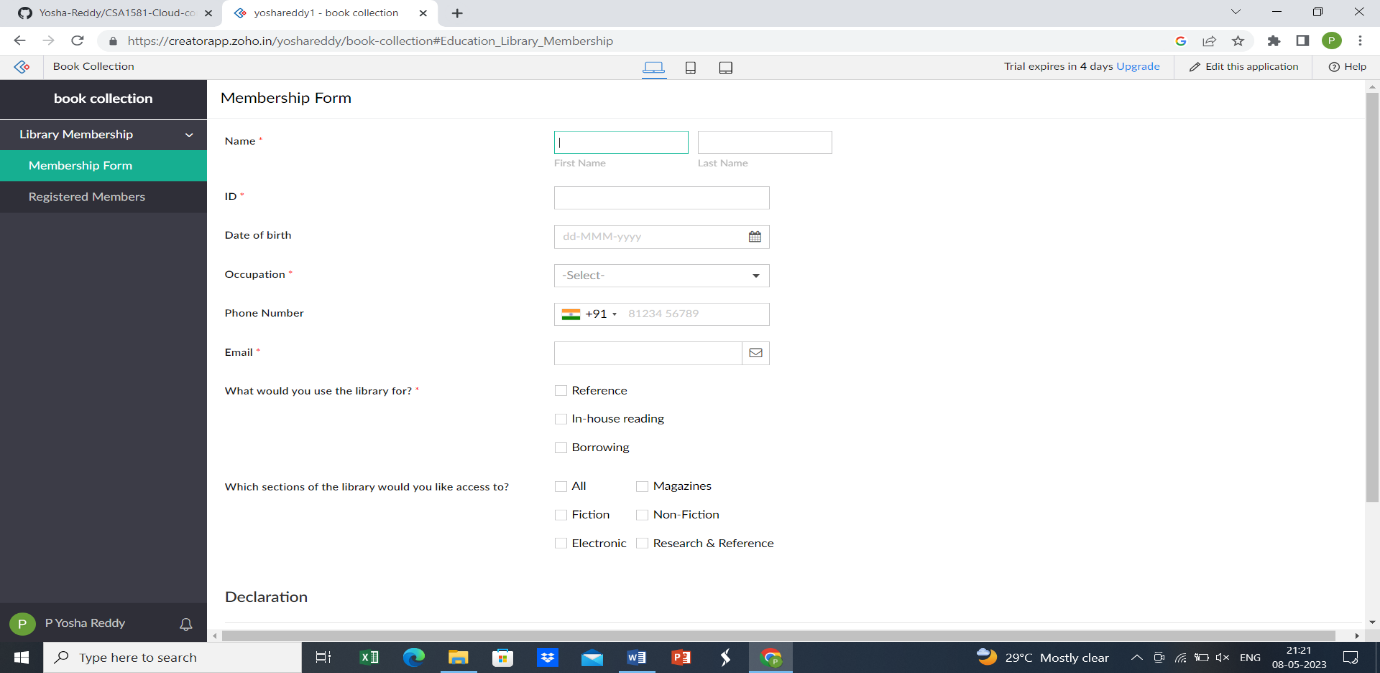 Yosha-Reddy/CSA1581-Cloud-co
yoshareddy1 - book collection
https://creatorapp.zoho.in/yoshareddy/book-collection#Education_Library_Membership
P
Book Collection
Trial expires in 4 days Upgrade
Edit this application
Help
book collection
Library Membership
Membership Form
Registered Members
Membership Form
Name *
First Name
Last Name
ID *
Date of birth
dd-MMM-yyyy
Occupation *
-Select-
Phone Number
+91
81234 56789
Email *
What would you use the library for? *
Reference
In-house reading
Borrowing
Which sections of the library would you like access to?
All
Magazines
Fiction
Non-Fiction
Electronic
Research & Reference
Declaration
P
P Yosha Reddy
Type here to search
29°C Mostly clear
ENG
21:21
08-05-2023